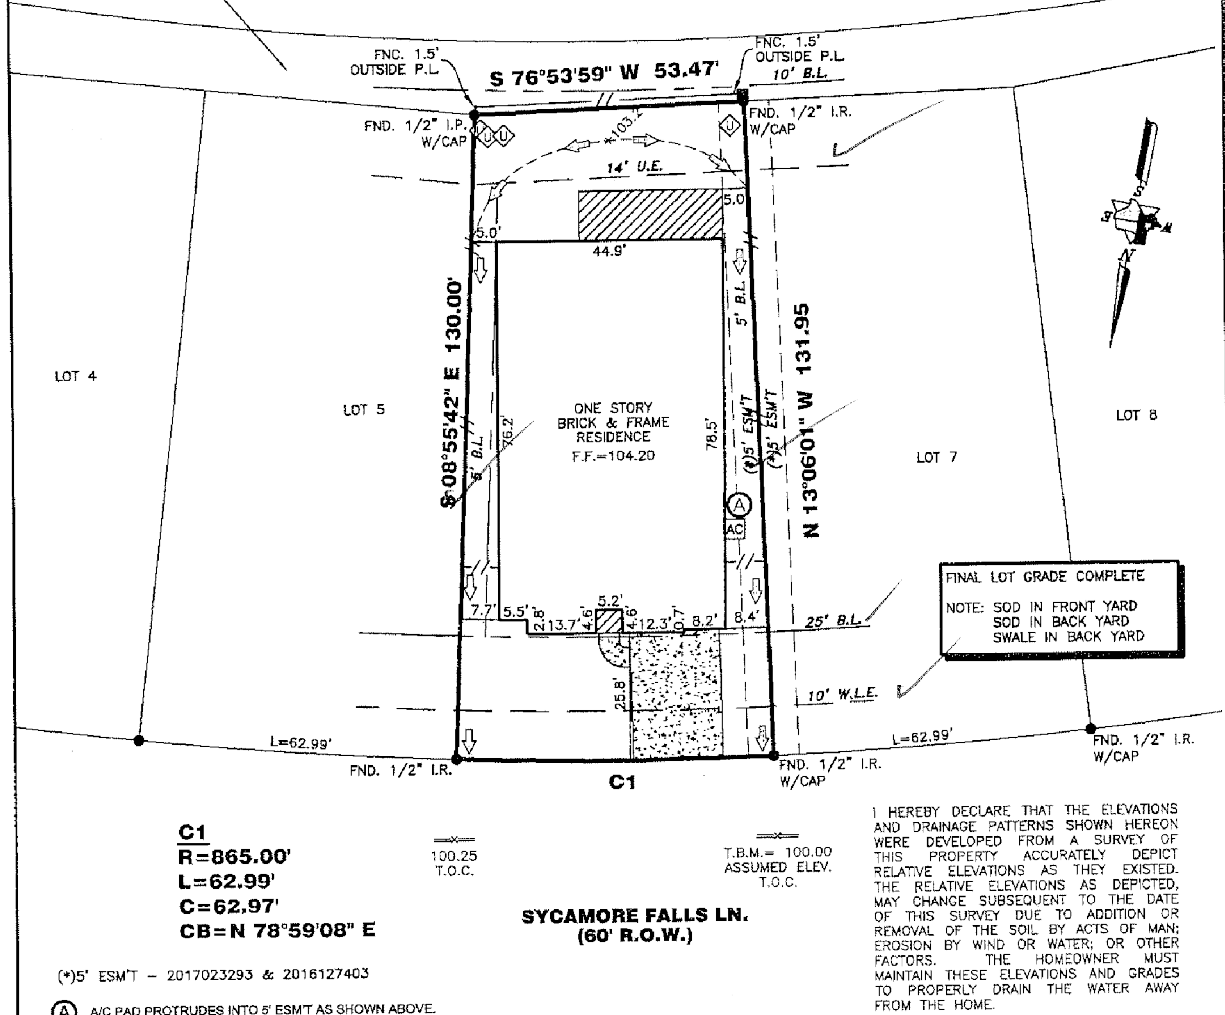 FNC. 1.5'
OUTSIDE P.L.
S 76°53'59" W 53.47'
FNC. 1.5'
OUTSIDE P.L.
10' B.L.
FND. 1/2" I.P.
W/CAP
U U
103.2
U
FND. 1/2" I.R.
W/CAP
14' U.E.
5.0'
5.0
44.9'
S
E
W
N
S 08°55'42" E 130.00'
5' B.L.
76.2'
ONE STORY
BRICK & FRAME
RESIDENCE
F.F.=104.20
78.5'
5' B.L.
(*)5' ESM'T
(*)5' ESM'T
N 13°06'01" W 131.95
LOT 4
LOT 5
LOT 7
LOT 8
A
AC
FINAL LOT GRADE COMPLETE
NOTE: SOD IN FRONT YARD
SOD IN BACK YARD
SWALE IN BACK YARD
7.7'
5.5'
2.8'
13.7'
4.6'
5.2'
4.6'
12.3'
0.7'
8.2'
8.4'
25' B.L.
25.8'
10' W.L.E.
L=62.99'
L=62.99'
FND. 1/2" I.R.
C1
FND. 1/2" I.R.
W/CAP
FND. 1/2" I.R.
W/CAP
C1
R=865.00'
L=62.99'
C=62.97'
CB=N 78°59'08" E
100.25
T.O.C.
T.B.M.= 100.00
ASSUMED ELEV.
T.O.C.
SYCAMORE FALLS LN.
(60' R.O.W.)
I HEREBY DECLARE THAT THE ELEVATIONS
AND DRAINAGE PATTERNS SHOWN HEREON
WERE DEVELOPED FROM A SURVEY OF
THIS PROPERTY ACCURATELY DEPICT
RELATIVE ELEVATIONS AS THEY EXISTED.
THE RELATIVE ELEVATIONS AS DEPICTED,
MAY CHANGE SUBSEQUENT TO THE DATE
OF THIS SURVEY DUE TO ADDITION OR
REMOVAL OF THE SOIL BY ACTS OF MAN;
EROSION BY WIND OR WATER; OR OTHER
FACTORS. THE HOMEOWNER MUST
MAINTAIN THESE ELEVATIONS AND GRADES
TO PROPERLY DRAIN THE WATER AWAY
FROM THE HOME.
(*)5' ESM'T – 2017023293 & 2016127403
A A/C PAD PROTRUDES INTO 5' ESM'T AS SHOWN ABOVE.